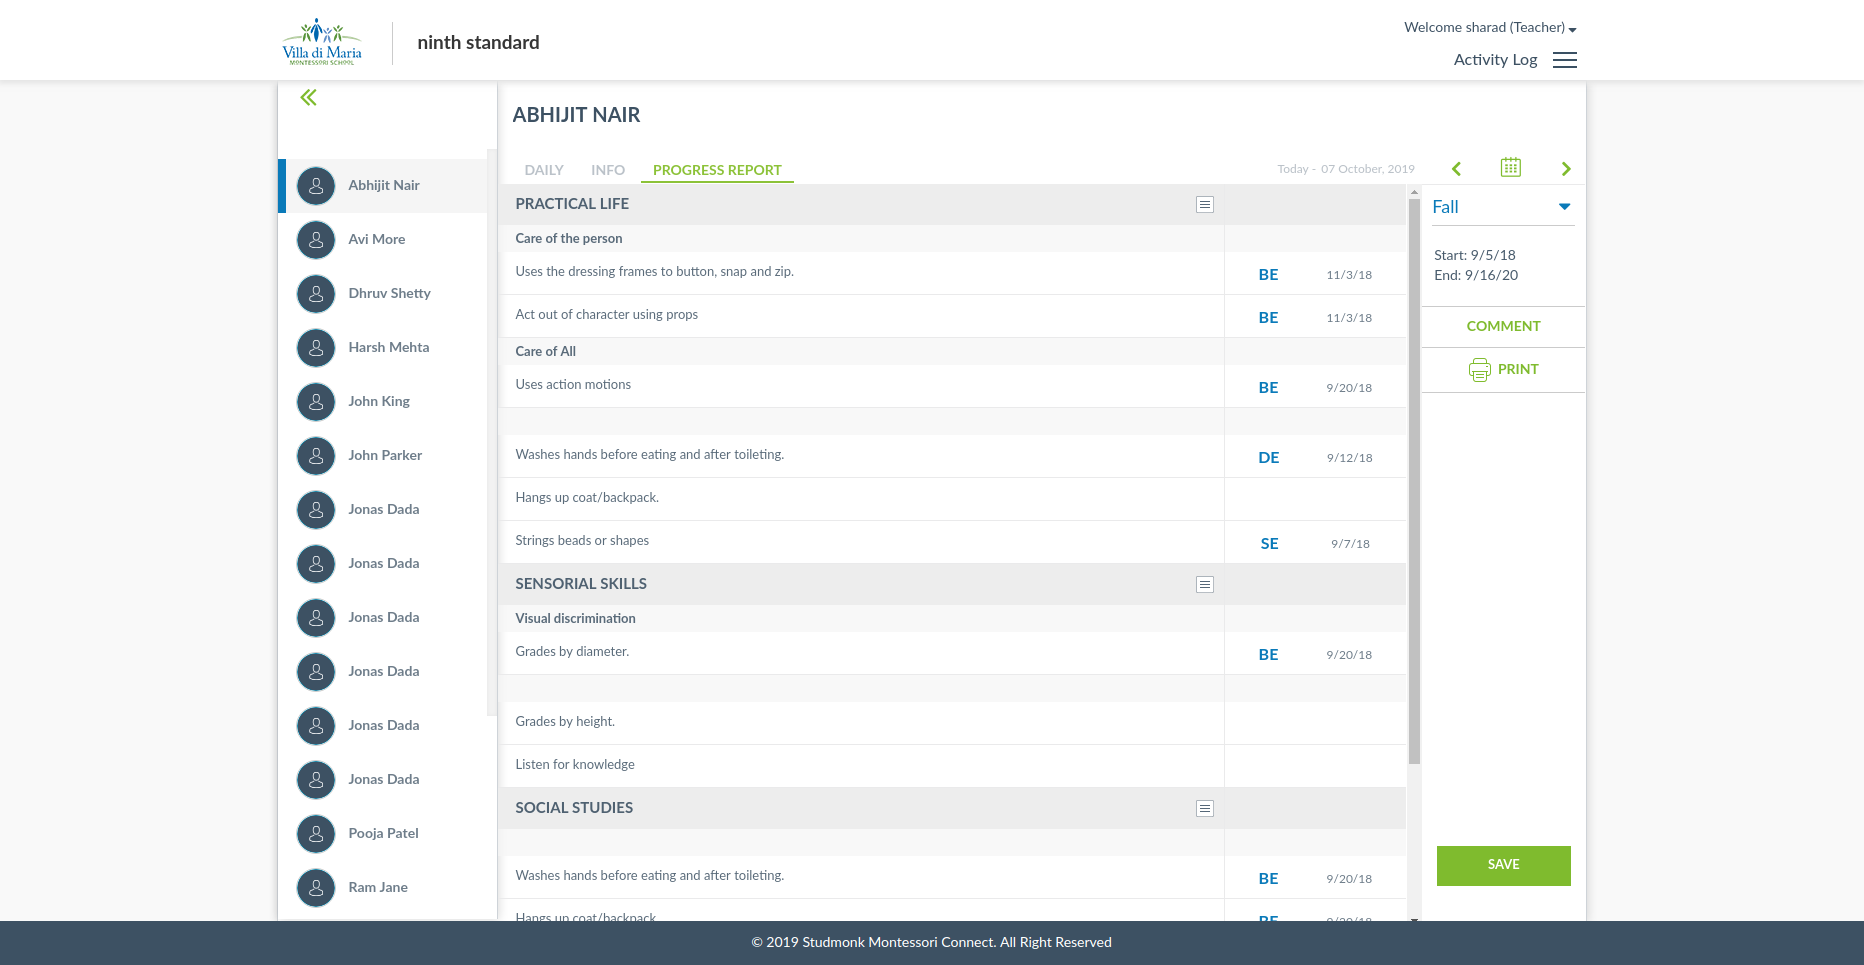 Villa di Maria
MONTESSORI SCHOOL
ninth standard
Welcome sharad (Teacher)
Activity Log
Abhijit Nair
Avi More
Dhruv Shetty
Harsh Mehta
John King
John Parker
Jonas Dada
Jonas Dada
Jonas Dada
Jonas Dada
Jonas Dada
Jonas Dada
Pooja Patel
Ram Jane
ABHIJIT NAIR
DAILY INFO PROGRESS REPORT
Today - 07 October, 2019
PRACTICAL LIFE
Care of the person
Uses the dressing frames to button, snap and zip. BE 11/3/18
Act out of character using props BE 11/3/18
Care of All
Uses action motions BE 9/20/18
Washes hands before eating and after toileting. DE 9/12/18
Hangs up coat/backpack.
Strings beads or shapes SE 9/7/18
SENSORIAL SKILLS
Visual discrimination
Grades by diameter. BE 9/20/18
Grades by height.
Listen for knowledge
SOCIAL STUDIES
Washes hands before eating and after toileting. BE 9/20/18
Hangs up coat/backpack BE 9/20/18
Fall
Start: 9/5/18
End: 9/16/20
COMMENT
PRINT
SAVE
© 2019 Studmonk Montessori Connect. All Right Reserved